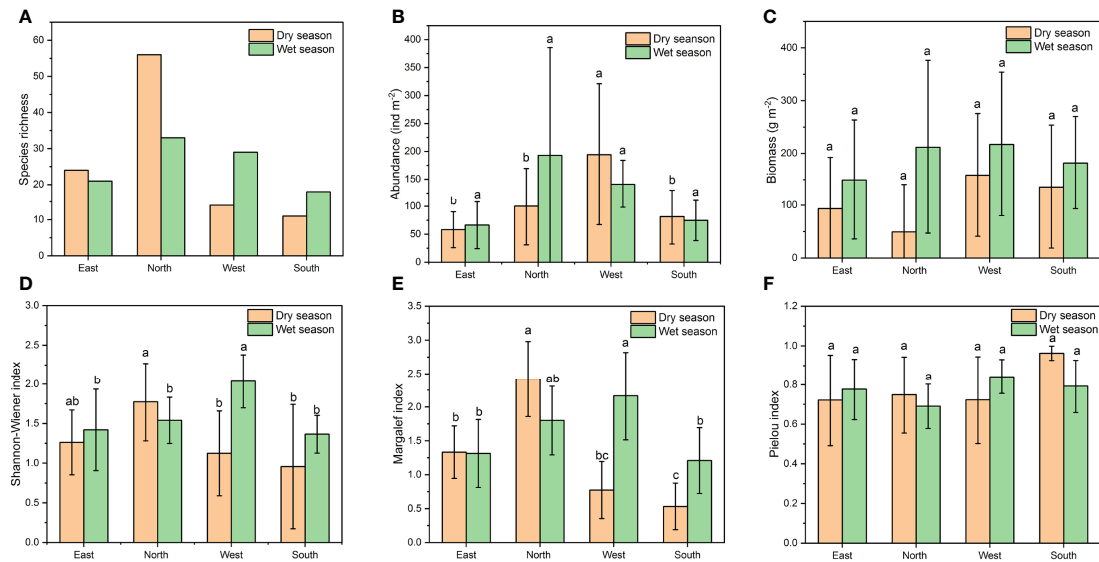 A
Species richness
60
50
40
30
20
10
0
Dry season
Wet season
East North West South
B
Abundance (ind m-2)
400
350
300
250
200
150
100
50
0
Dry seanson
Wet season
b a b a a a b a
East North West South
C
Biomass (g m-2)
400
300
200
100
0
Dry season
Wet season
a a a a a a a a
East North West South
D
Shannon-Wiener index
3.0
2.5
2.0
1.5
1.0
0.5
0.0
Dry season
Wet season
ab b a b b a b b
East North West South
E
Margalef index
3.5
3.0
2.5
2.0
1.5
1.0
0.5
0.0
Dry season
Wet season
b b a ab bc a c b
East North West South
F
Pielou index
1.2
1.0
0.8
0.6
0.4
0.2
0.0
Dry season
Wet season
a a a a a a a a
East North West South